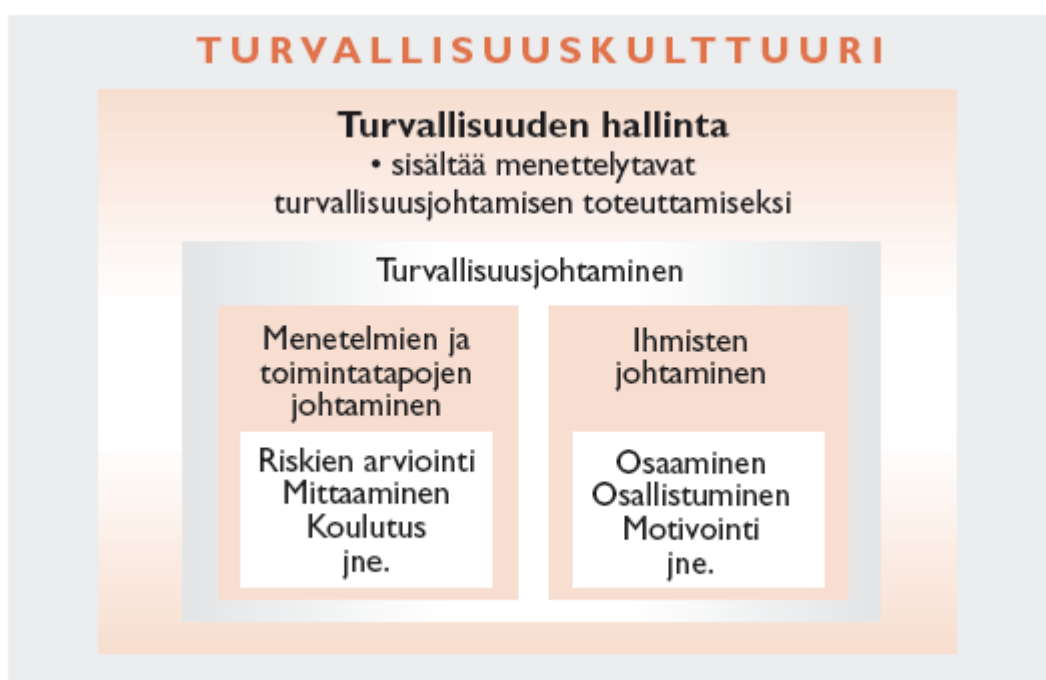 TURVALLISUUSKULTTUURI
Turvallisuuden hallinta
• sisältää menettelytavat
turvallisuusjohtamisen toteuttamiseksi
Turvallisuusjohtaminen
Menetelmien ja
toimintatapojen
johtaminen
Riskien arviointi
Mittaaminen
Koulutus
jne.
Ihmisten
johtaminen
Osaaminen
Osallistuminen
Motivointi
jne.